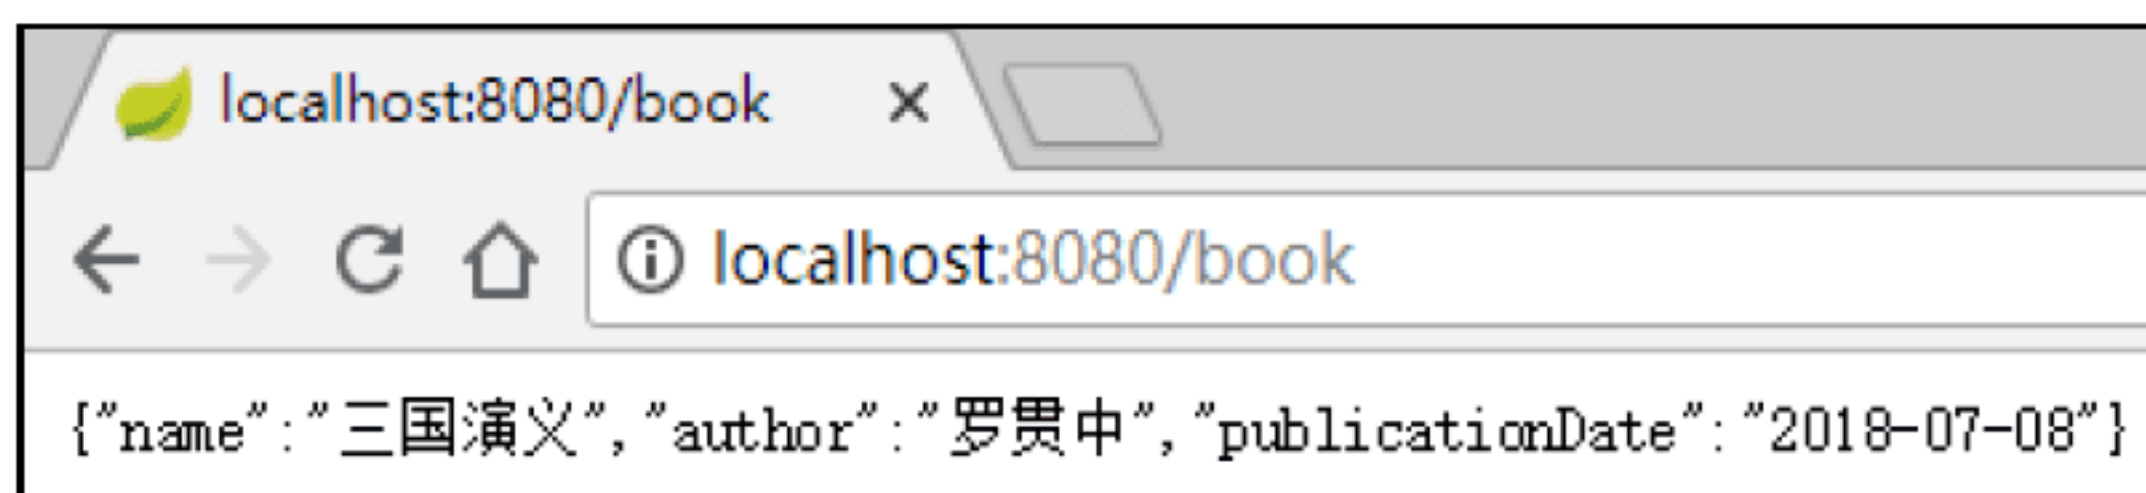 localhost:8080/book
localhost:8080/book
{"name":"三国演义","author":"罗贯中","publicationDate":"2018-07-08"}